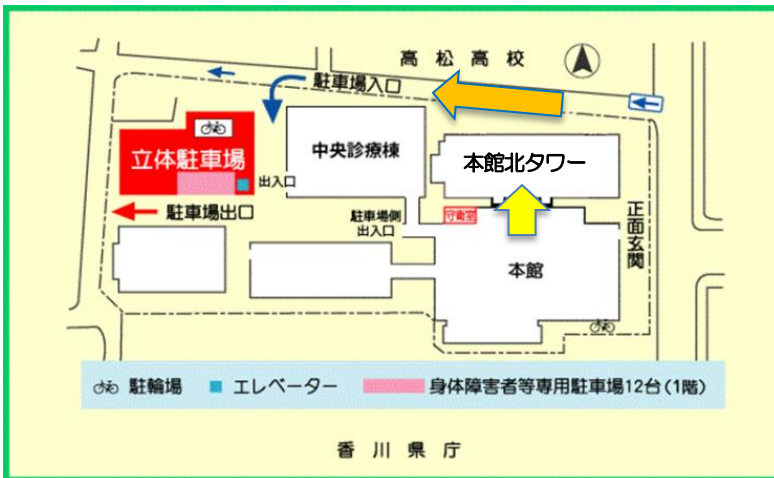 高松高校
駐車場入口
中央診療棟
本館北タワー
立体駐車場
出入口
駐車場出口
駐車場側
出入口
守衛室
正面玄関
本館
駐輪場
エレベーター
身体障害者等専用駐車場12台(1階)
香川県庁